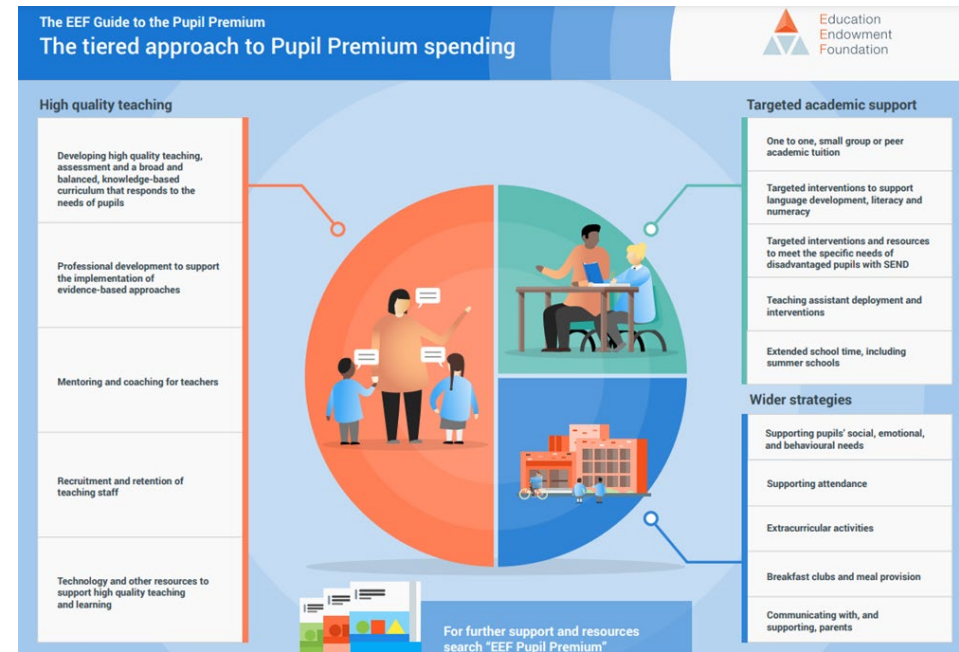 The EEF Guide to the Pupil Premium
The tiered approach to Pupil Premium spending
Education
Endowment
Foundation
High quality teaching
Developing high quality teaching,
assessment and a broad and
balanced, knowledge-based
curriculum that responds to the
needs of pupils
Professional development to support
the implementation of
evidence-based approaches
Mentoring and coaching for teachers
Recruitment and retention of
teaching staff
Technology and other resources to
support high quality teaching
and learning
Targeted academic support
One to one, small group or peer
academic tuition
Targeted interventions to support
language development, literacy and
numeracy
Targeted interventions and resources
to meet the specific needs of
disadvantaged pupils with SEND
Teaching assistant deployment and
interventions
Extended school time, including
summer schools
Wider strategies
Supporting pupils' social, emotional,
and behavioural needs
Supporting attendance
Extracurricular activities
Breakfast clubs and meal provision
Communicating with, and
supporting, parents
For further support and resources
search “EEF Pupil Premium”